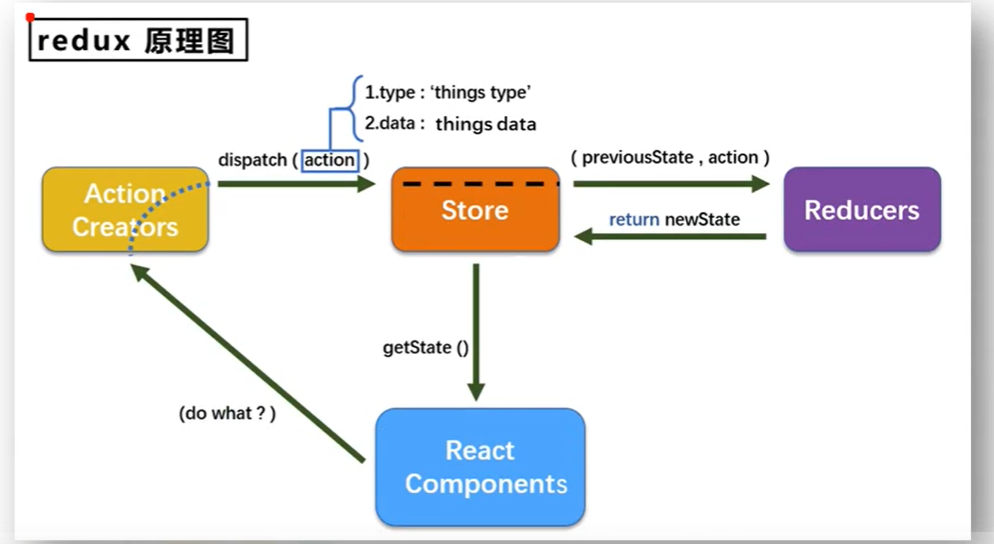 redux 原理图
1.type : ‘things type’
2.data : things data
dispatch ( action )
( previousState , action )
Action
Creators
Store
return newState
Reducers
getState ()
(do what ? )
React
Components